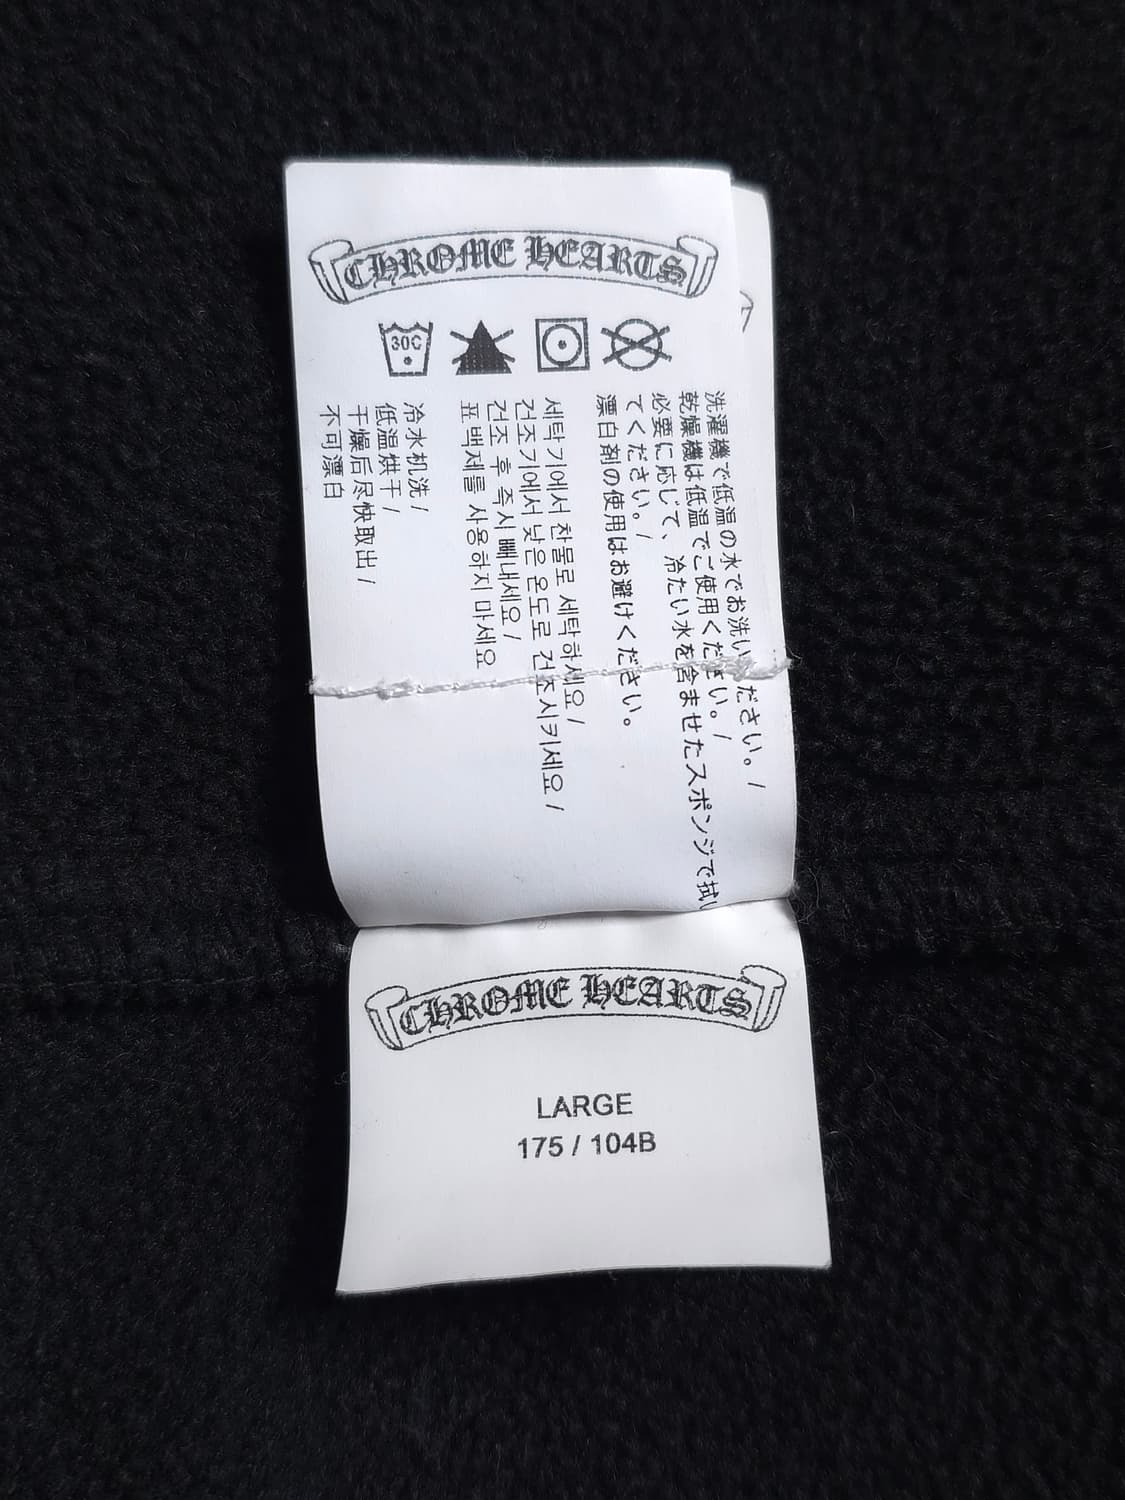 CHROME HEARTS
30C
洗濯機で低温の水でお洗い ださい。/
乾燥機は低温でご使用ください。/
必要に応じて、冷たい水を含ませたスポンジで拭い
てください。/
漂白剤の使用はお避けください。
세탁기에서 찬물로 세탁하세요 /
건조기에서 낮은 온도로 건조시키세요 /
건조 후 즉시 빼내세요 /
표백제를 사용하지 마세요
冷水机洗 /
低温烘干 /
干燥后尽快取出 /
不可漂白
CHROME HEARTS
LARGE
175 / 104B